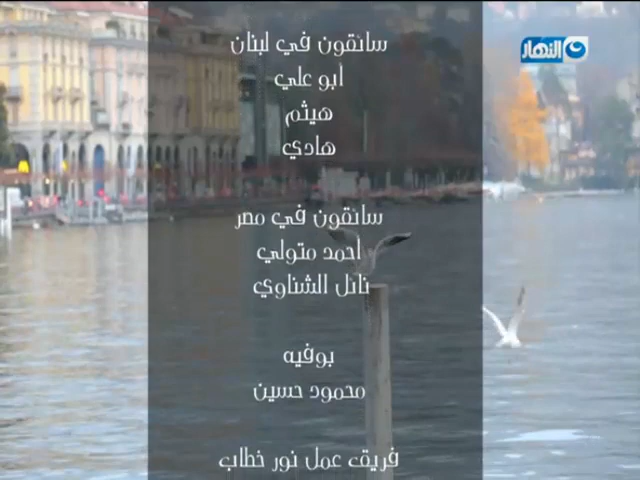 النهار
سائقون في لبنان
أبو علي
هيثم
هادي
سائقون في مصر
أحمد متولي
نائل الشناوي
بوفيه
محمود حسين
فريق عمل نور خطاب